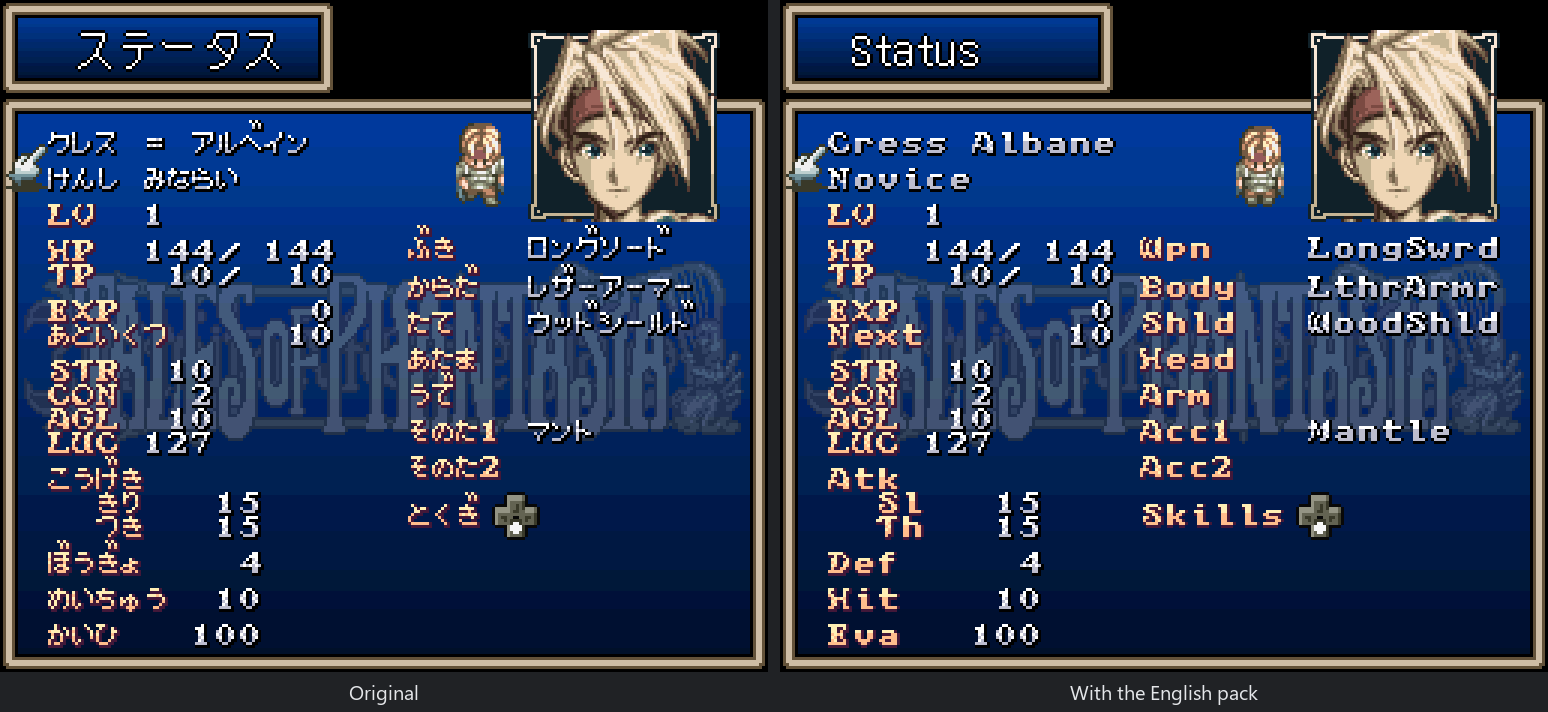 ステータス
クレス = アルベイン
けんし みならい
LV 1
HP 144/ 144
TP 10/ 10
EXP 0
あといくつ 10
STR 10
CON 2
AGL 10
LUC 127
こうげき
きり 15
つき 15
ぼうぎょ 4
めいちゅう 10
かいひ 100
ぶき ロングソード
からだ レザーアーマー
たて ウッドシールド
あたま
うで
そのた1 マント
そのた2
とくぎ
TALES OF PHANTASIA
Original
Status
Cress Albane
Novice
LV 1
HP 144/ 144
TP 10/ 10
EXP 0
Next 10
STR 10
CON 2
AGL 10
LUC 127
Atk
Sl 15
Th 15
Def 4
Hit 10
Eva 100
Wpn LongSwrd
Body LthrArmr
Shld WoodShld
Head
Arm
Acc1 Mantle
Acc2
Skills
TALES OF PHANTASIA
With the English pack